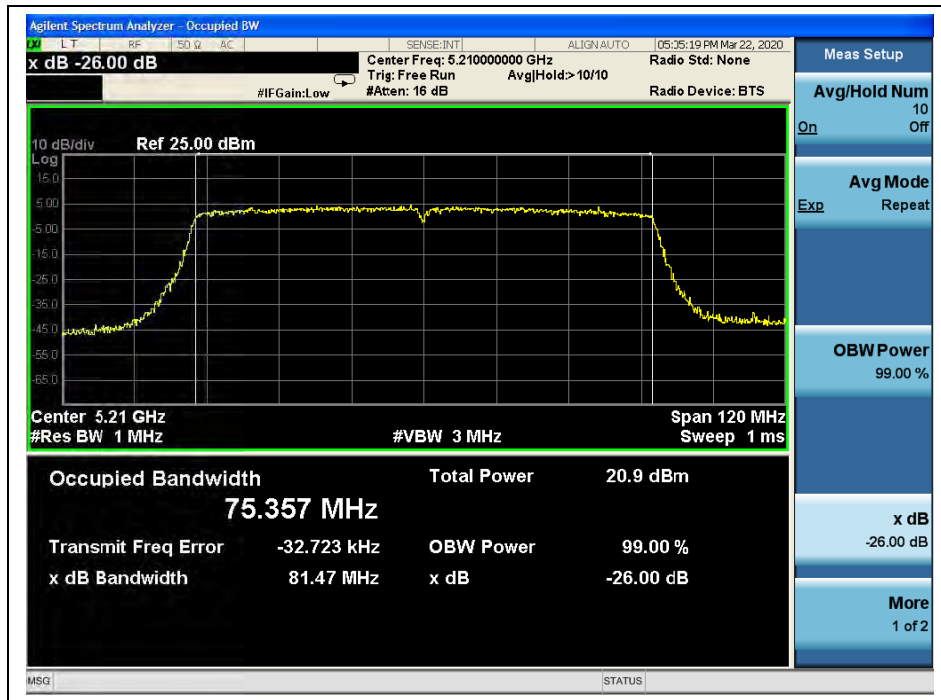 Agilent Spectrum Analyzer - Occupied BW
LXI L T RF 50 Ω AC SENSE:INT ALIGN AUTO 05:35:19 PM Mar 22, 2020
x dB -26.00 dB Center Freq: 5.210000000 GHz Radio Std: None
Trig: Free Run Avg|Hold:> 10/10
#IFGain:Low #Atten: 16 dB Radio Device: BTS
10 dB/div Ref 25.00 dBm
Log
15.0
5.00
-5.00
-15.0
-25.0
-35.0
-45.0
-55.0
-65.0
Center 5.21 GHz Span 120 MHz
#Res BW 1 MHz #VBW 3 MHz Sweep 1 ms
Occupied Bandwidth Total Power 20.9 dBm
75.357 MHz
Transmit Freq Error -32.723 kHz OBW Power 99.00 %
x dB Bandwidth 81.47 MHz x dB -26.00 dB
Meas Setup
Avg/Hold Num
10
On Off
Avg Mode
Exp Repeat
OBW Power
99.00 %
x dB
-26.00 dB
More
1 of 2
MSG STATUS